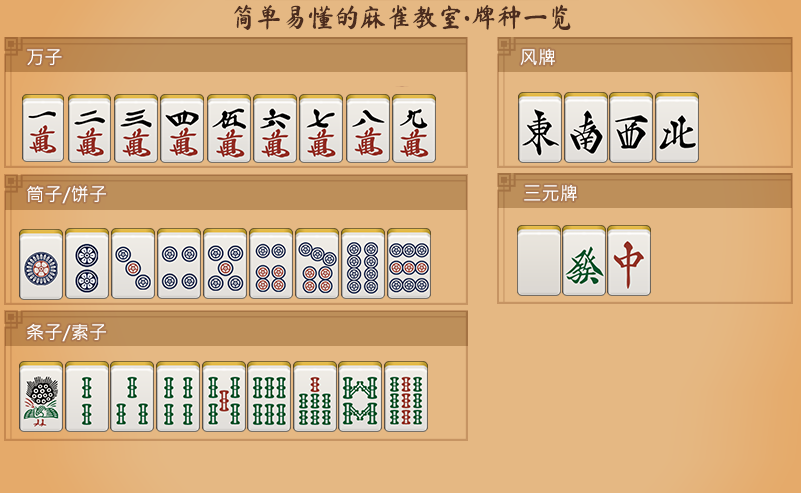 简单易懂的麻雀教室·牌种一览
万子
一萬 二萬 三萬 四萬 伍萬 六萬 七萬 八萬 九萬
筒子/饼子
条子/索子
风牌
東 南 西 北
三元牌
發 中